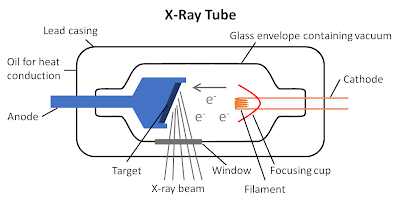 X-Ray Tube
Lead casing
Glass envelope containing vacuum
Oil for heat
conduction
Cathode
e-
e- e-
Anode
Target
Window
Focusing cup
X-ray beam
Filament